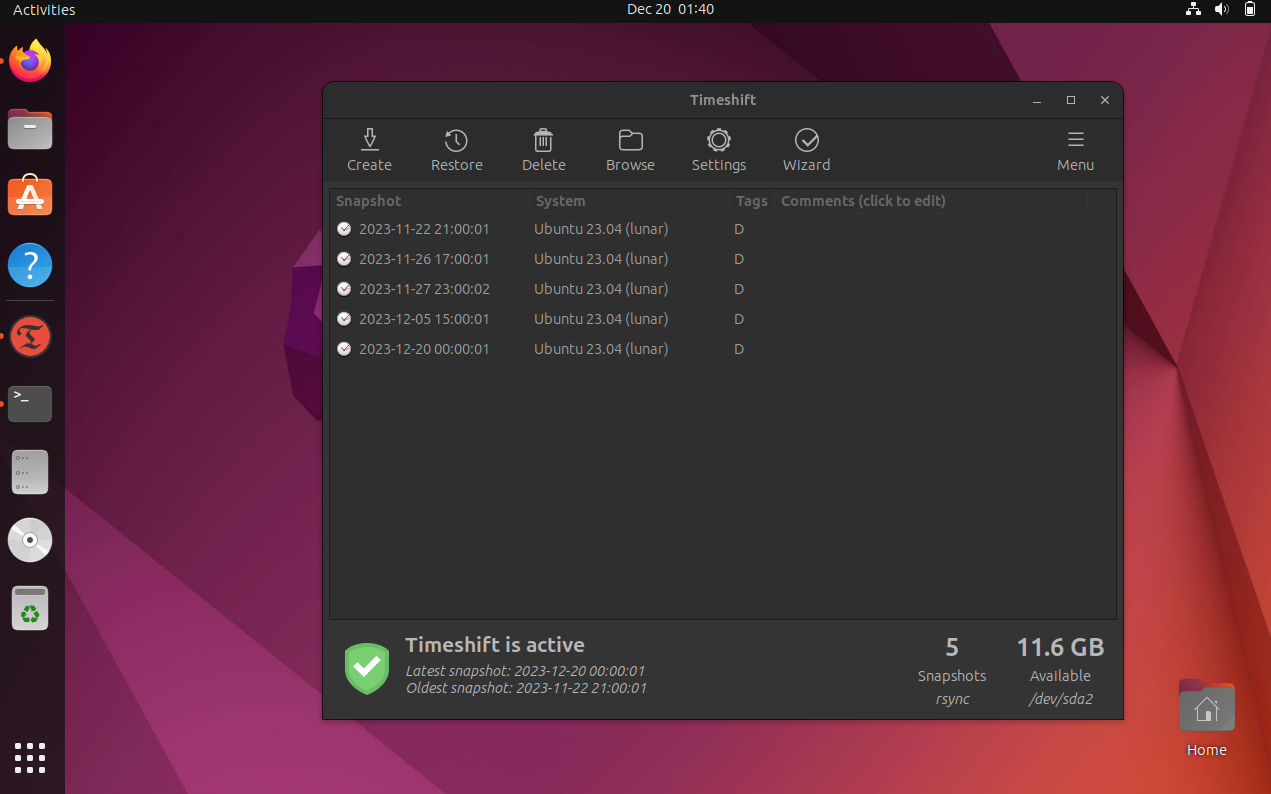 Activities
Dec 20 01:40
Timeshift
Create Restore Delete Browse Settings Wizard Menu
Snapshot System Tags Comments (click to edit)
2023-11-22 21:00:01 Ubuntu 23.04 (lunar) D
2023-11-26 17:00:01 Ubuntu 23.04 (lunar) D
2023-11-27 23:00:02 Ubuntu 23.04 (lunar) D
2023-12-05 15:00:01 Ubuntu 23.04 (lunar) D
2023-12-20 00:00:01 Ubuntu 23.04 (lunar) D
Timeshift is active
Latest snapshot: 2023-12-20 00:00:01
Oldest snapshot: 2023-11-22 21:00:01
5
Snapshots
rsync
11.6 GB
Available
/dev/sda2
Home